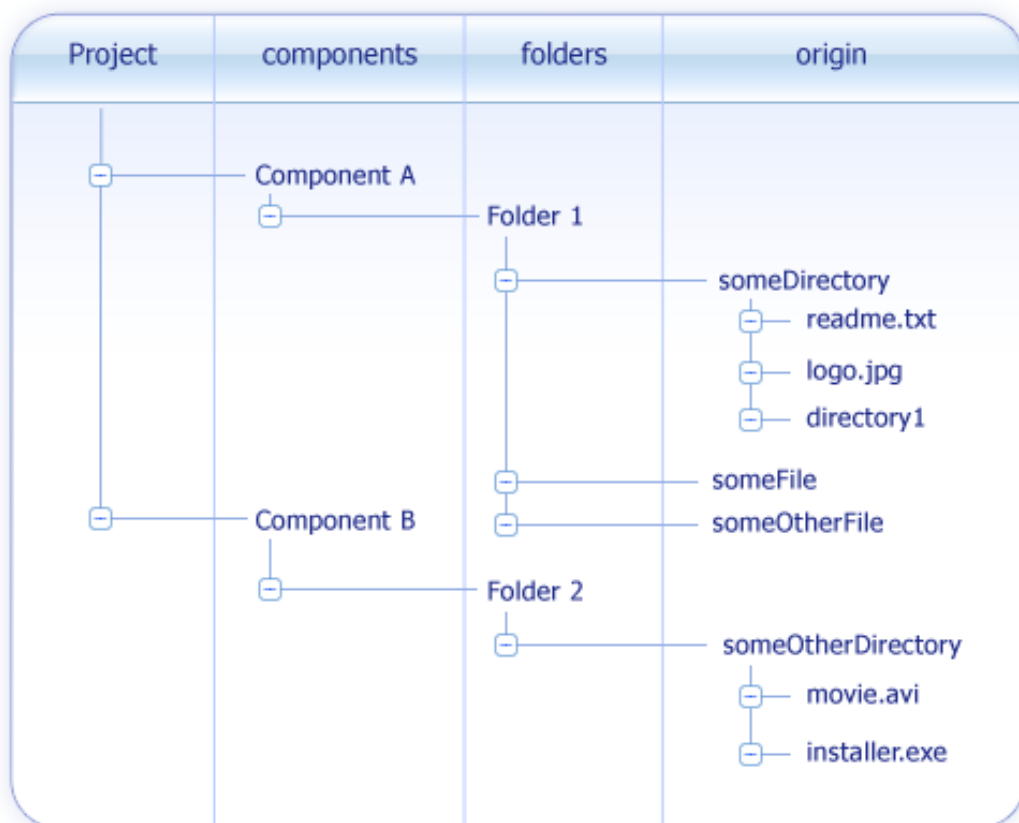 Project components folders origin
Component A
Folder 1
someDirectory
readme.txt
logo.jpg
directory1
someFile
Component B
someOtherFile
Folder 2
someOtherDirectory
movie.avi
installer.exe